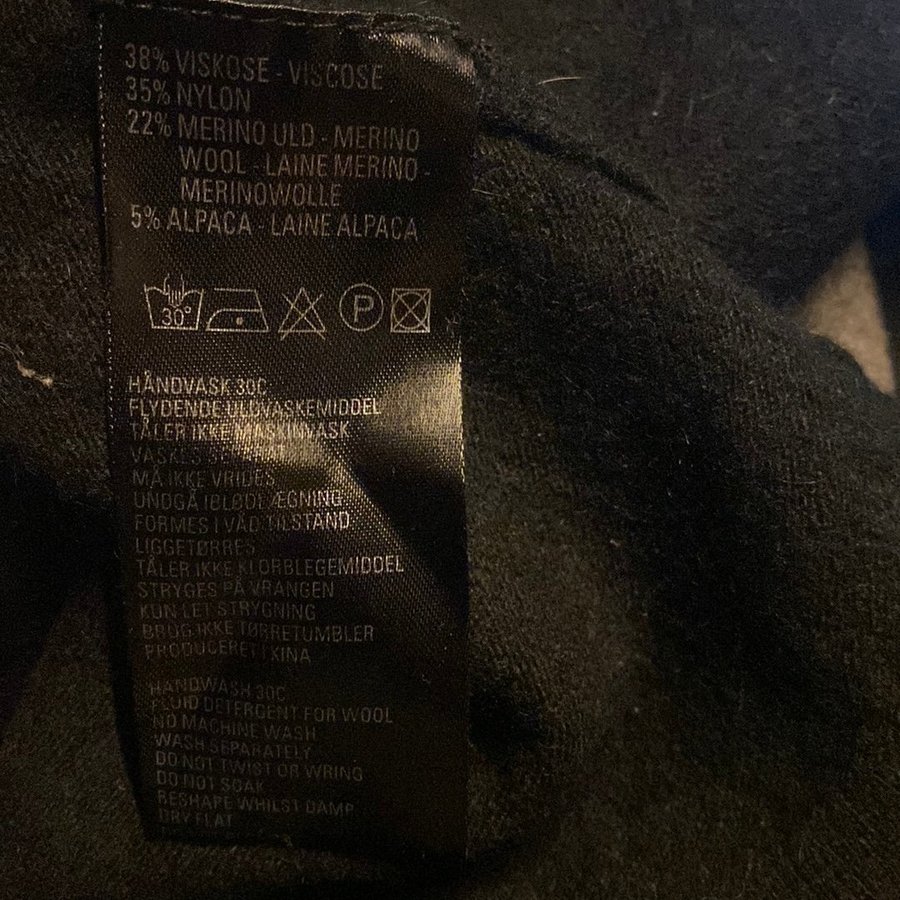 38% VISKOSE - VISCOSE
35% NYLON
22% MERINO ULD - MERINO
WOOL - LAINE MERINO -
MERINOWOLLE
5% ALPACA - LAINE ALPACA
30°
P
HÅNDVASK 30C
FLYDENDE ULDVASKEMIDDEL
TÅLER IKKE MASKINVASK
MÅ IKKE VRIDES
UNDGÅ IBLØDLÆGNING
FORMES I VÅD TILSTAND
LIGGETØRRES
TÅLER IKKE KLORBLEGEMIDDEL
STRYGES PÅ VRANGEN
KUN LET STRYGNING
BRUG IKKE TØRRETUMBLER
PRODUCERET I KINA
HANDWASH 30C
FLUID DETERGENT FOR WOOL
NO MACHINE WASH
WASH SEPARATELY
DO NOT TWIST OR WRING
DO NOT SOAK
RESHAPE WHILST DAMP
DRY FLAT